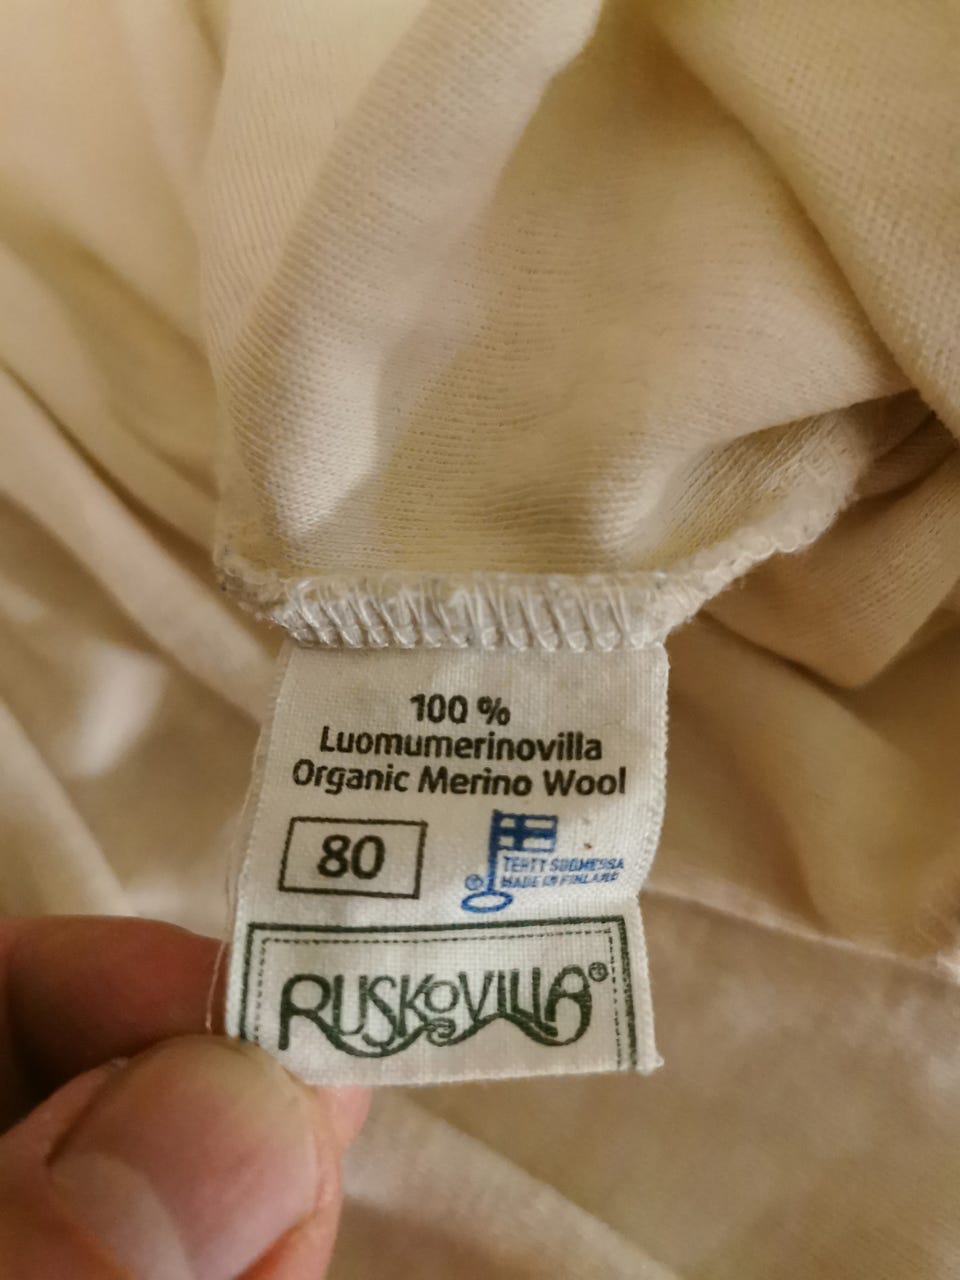 100 %
Luomumerinovilla
Organic Merino Wool
80
TEHTY SUOMESSA
® MADE IN FINLAND
RUSKOVILLA®